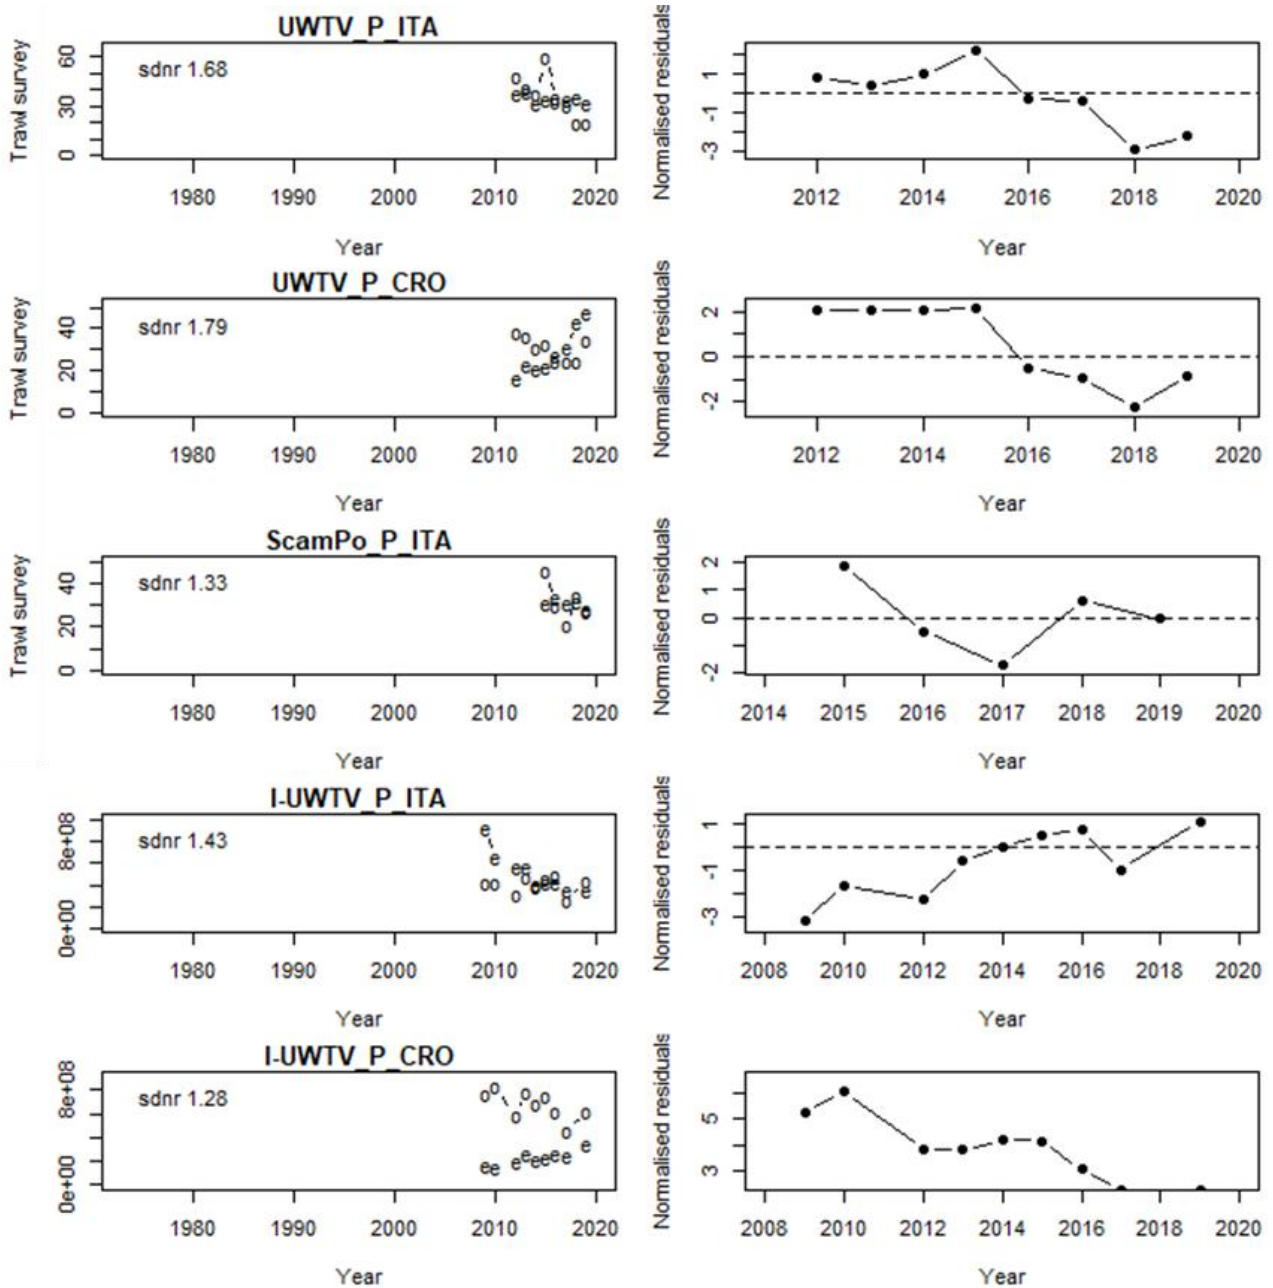 UWTV_P_ITA
Trawl survey
0 30 60
sdnr 1.68
1980 1990 2000 2010 2020
Year
Normalised residuals
-3 -1 1
2012 2014 2016 2018 2020
Year
UWTV_P_CRO
Trawl survey
0 20 40
sdnr 1.79
1980 1990 2000 2010 2020
Year
Normalised residuals
-2 0 2
2012 2014 2016 2018 2020
Year
ScamPo_P_ITA
Trawl survey
0 20 40
sdnr 1.33
1980 1990 2000 2010 2020
Year
Normalised residuals
-2 0 1 2
2014 2015 2016 2017 2018 2019 2020
Year
I-UWTV_P_ITA
0e+00 8e+08
sdnr 1.43
1980 1990 2000 2010 2020
Year
Normalised residuals
-3 -1 1
2008 2010 2012 2014 2016 2018 2020
Year
I-UWTV_P_CRO
0e+00 8e+08
sdnr 1.28
1980 1990 2000 2010 2020
Year
Normalised residuals
3 5
2008 2010 2012 2014 2016 2018 2020
Year